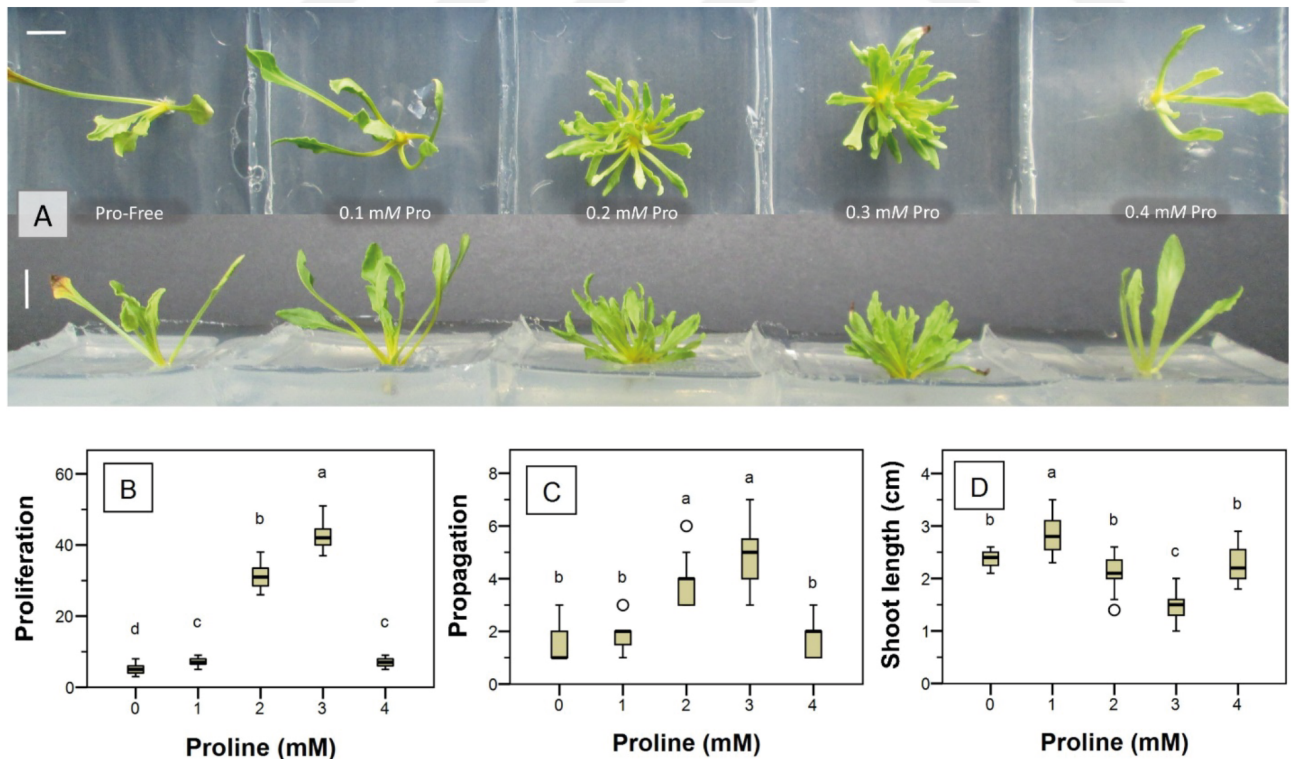 A
Pro-Free
0.1 mM Pro
0.2 mM Pro
0.3 mM Pro
0.4 mM Pro
B
Proliferation
60
40
20
0
d
c
b
a
c
0 1 2 3 4
Proline (mM)
C
Propagation
8
6
4
2
0
b
b
a
a
b
0 1 2 3 4
Proline (mM)
D
Shoot length (cm)
4
3
2
1
0
b
a
b
c
b
0 1 2 3 4
Proline (mM)